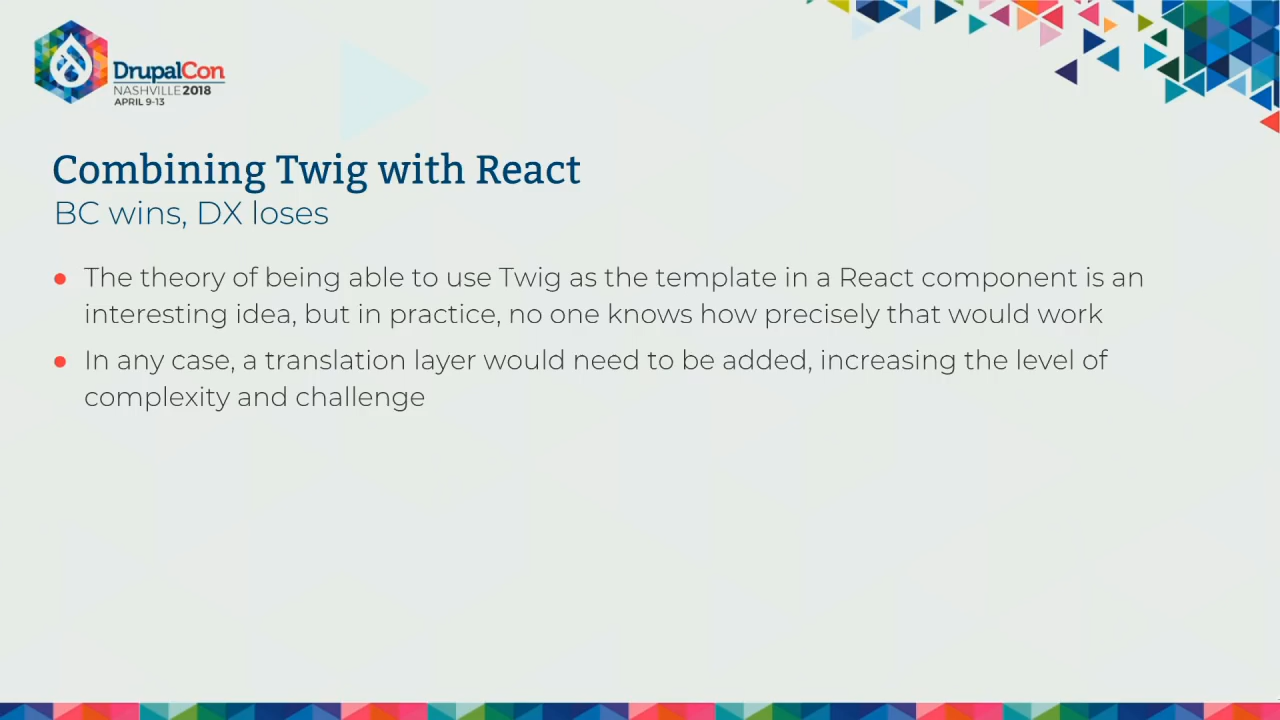 DrupalCon
NASHVILLE 2018
APRIL 9-13
Combining Twig with React
BC wins, DX loses
● The theory of being able to use Twig as the template in a React component is an
interesting idea, but in practice, no one knows how precisely that would work
● In any case, a translation layer would need to be added, increasing the level of
complexity and challenge